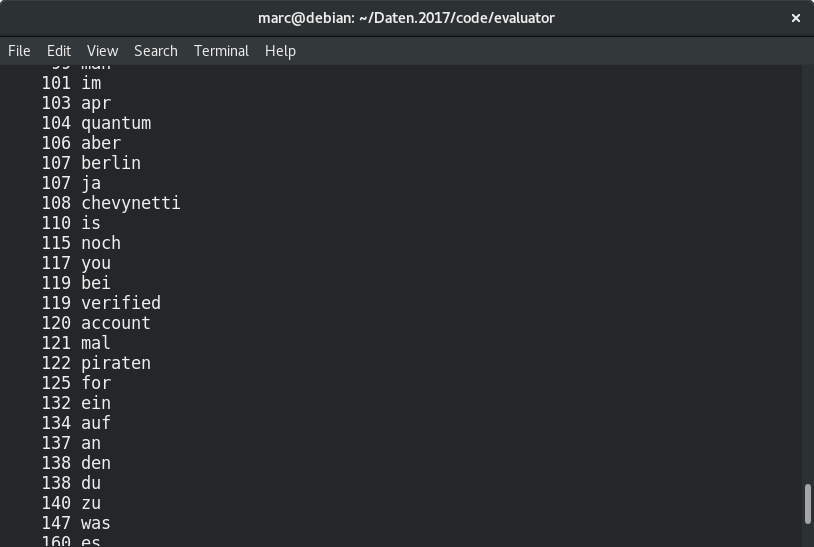 marc@debian: ~/Daten.2017/code/evaluator
File Edit View Search Terminal Help
99 man
101 im
103 apr
104 quantum
106 aber
107 berlin
107 ja
108 chevynetti
110 is
115 noch
117 you
119 bei
119 verified
120 account
121 mal
122 piraten
125 for
132 ein
134 auf
137 an
138 den
138 du
140 zu
147 was
160 es